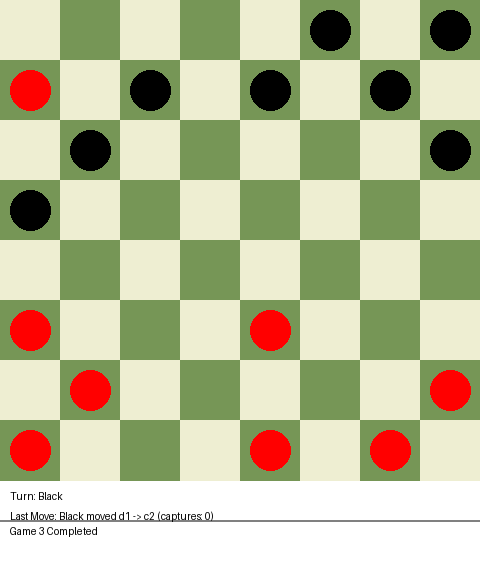 Turn: Black
Last Move: Black moved d1 -> c2 (captures: 0)
Game 3 Completed